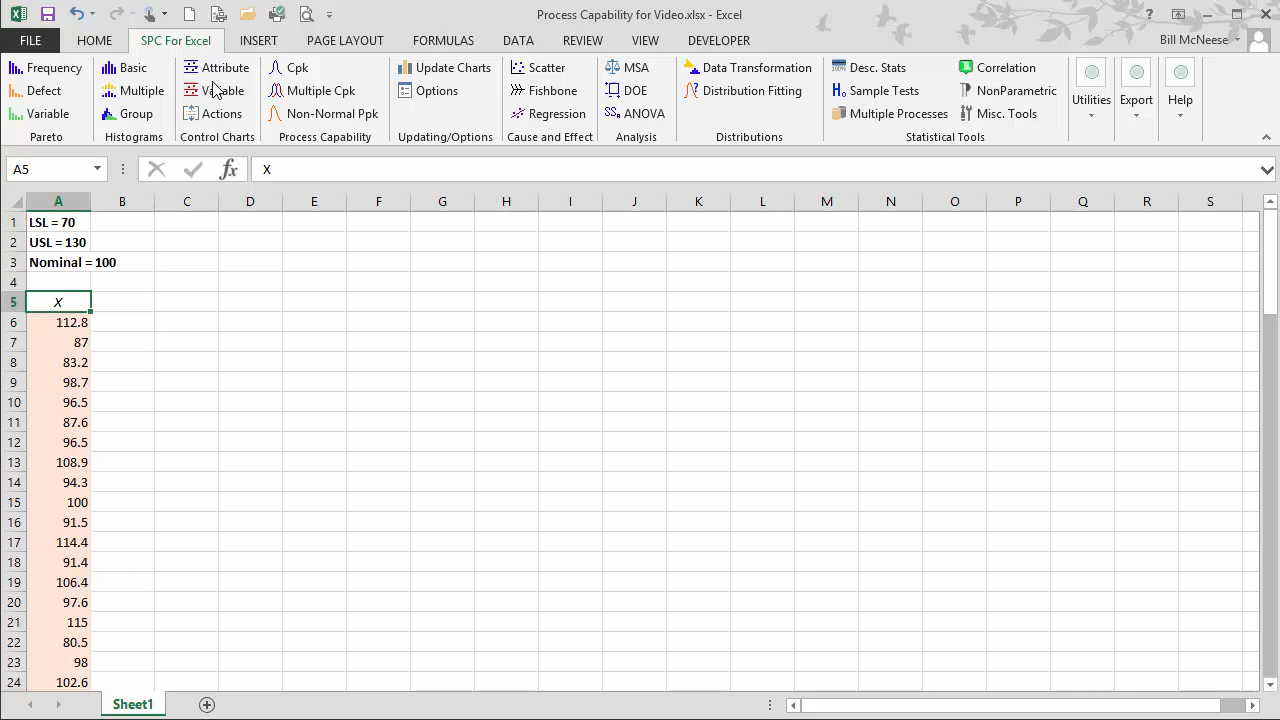 Process Capability for Video.xlsx - Excel
FILE HOME SPC For Excel INSERT PAGE LAYOUT FORMULAS DATA REVIEW VIEW DEVELOPER Bill McNeese
Frequency Basic Attribute Cpk Update Charts Scatter MSA Data Transformation Desc. Stats Correlation
Defect Multiple Variable Multiple Cpk Options Fishbone DOE Distribution Fitting Sample Tests NonParametric Utilities Export Help
Variable Group Actions Non-Normal Ppk Regression ANOVA Multiple Processes Misc. Tools
Pareto Histograms Control Charts Process Capability Updating/Options Cause and Effect Analysis Distributions Statistical Tools
A5 fx X
A B C D E F G H I J K L M N O P Q R S
1 LSL = 70
2 USL = 130
3 Nominal = 100
4
5 X
6 112.8
7 87
8 83.2
9 98.7
10 96.5
11 87.6
12 96.5
13 108.9
14 94.3
15 100
16 91.5
17 114.4
18 91.4
19 106.4
20 97.6
21 115
22 80.5
23 98
24 102.6
Sheet1